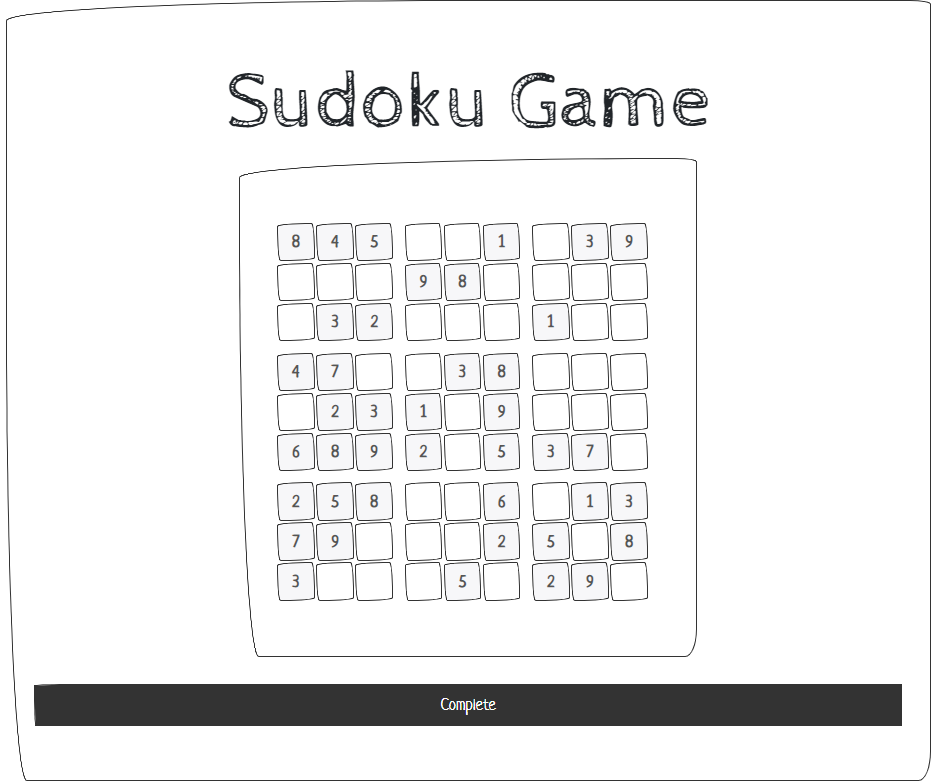 Sudoku Game
8 4 5 1 3 9
9 8
3 2 1
4 7 3 8
2 3 1 9
6 8 9 2 5 3 7
2 5 8 6 1 3
7 9 2 5 8
3 5 2 9
Complete